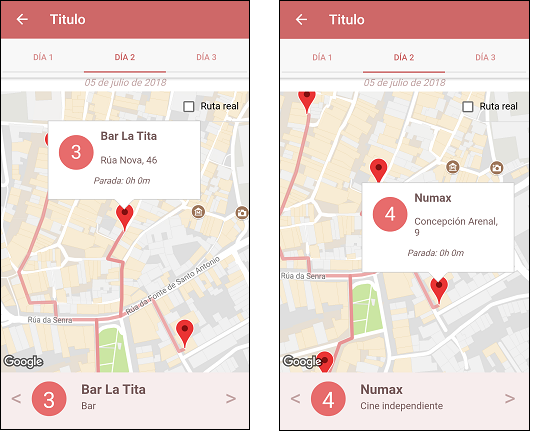 Titulo
DÍA 1
DÍA 2
DÍA 3
05 de julio de 2018
Ruta real
3
Bar La Tita
Rúa Nova, 46
Parada: 0h 0m
Rua da Fonte de Santo Antonio
Rúa da Senra
Google
<
3
Bar La Tita
Bar
>
Titulo
DÍA 1
DÍA 2
DÍA 3
05 de julio de 2018
Ruta real
4
Numax
Concepción Arenal,
9
Parada: 0h 0m
Rúa da Senra
Google
<
4
Numax
Cine independiente
>